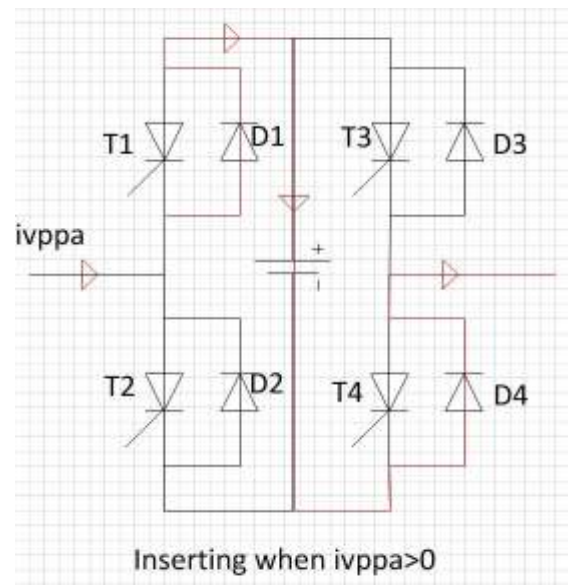 T1
D1
T3
D3
ivppa
+
-
T2
D2
T4
D4
Inserting when ivppa>0